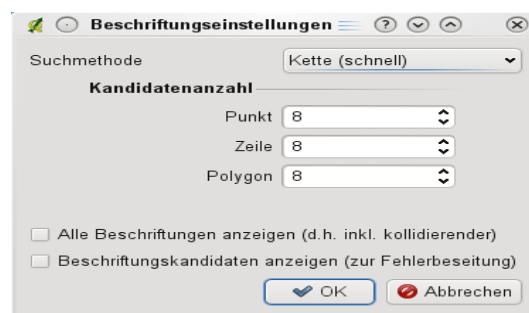 Beschriftungseinstellungen
Suchmethode Kette (schnell)
Kandidatenanzahl
Punkt 8
Zeile 8
Polygon 8
Alle Beschriftungen anzeigen (d.h. inkl. kollidierender)
Beschriftungskandidaten anzeigen (zur Fehlerbeseitung)
OK Abbrechen